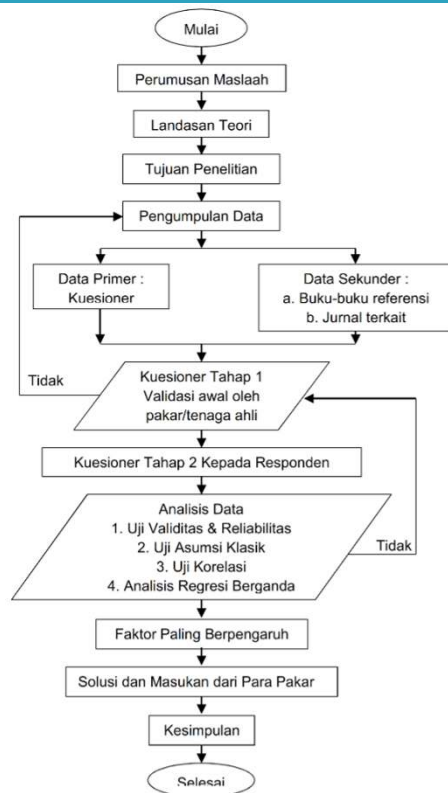 Mulai
Perumusan Maslaah
Landasan Teori
Tujuan Penelitian
Pengumpulan Data
Data Primer :
Kuesioner
Data Sekunder :
a. Buku-buku referensi
b. Jurnal terkait
Tidak
Kuesioner Tahap 1
Validasi awal oleh
pakar/tenaga ahli
Kuesioner Tahap 2 Kepada Responden
Analisis Data
1. Uji Validitas & Reliabilitas
2. Uji Asumsi Klasik
3. Uji Korelasi
4. Analisis Regresi Berganda
Tidak
Faktor Paling Berpengaruh
Solusi dan Masukan dari Para Pakar
Kesimpulan
Selesai